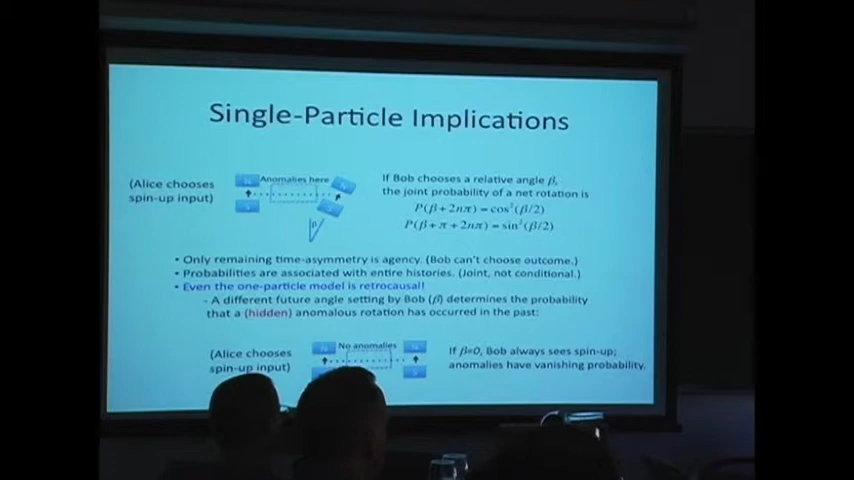 Single-Particle Implications
(Alice chooses
spin-up input)
N
Anomalies here
N
S
S
β
If Bob chooses a relative angle β,
the joint probability of a net rotation is
P(β+2nπ)=cos²(β/2)
P(β+π+2nπ)=sin²(β/2)
• Only remaining time-asymmetry is agency. (Bob can't choose outcome.)
• Probabilities are associated with entire histories. (Joint, not conditional.)
• Even the one-particle model is retrocausal!
- A different future angle setting by Bob (β) determines the probability
that a (hidden) anomalous rotation has occurred in the past:
(Alice chooses
spin-up input)
N
No anomalies
N
S
If β=0, Bob always sees spin-up;
anomalies have vanishing probability.